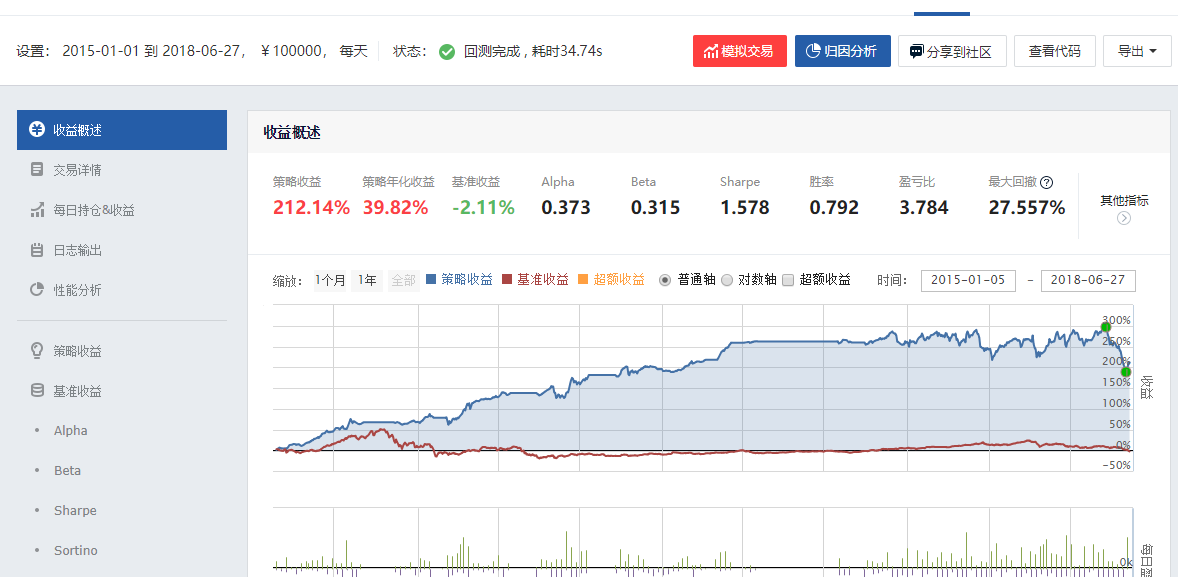 设置： 2015-01-01 到 2018-06-27, ￥100000, 每天 状态： 回测完成 , 耗时34.74s 模拟交易 归因分析 分享到社区 查看代码 导出
收益概述
交易详情
每日持仓&收益
日志输出
性能分析
策略收益
基准收益
• Alpha
• Beta
• Sharpe
• Sortino
收益概述
策略收益 策略年化收益 基准收益 Alpha Beta Sharpe 胜率 盈亏比 最大回撤
212.14% 39.82% -2.11% 0.373 0.315 1.578 0.792 3.784 27.557%
其他指标
缩放： 1个月 1年 全部 策略收益 基准收益 超额收益 普通轴 对数轴 超额收益 时间： 2015-01-05 - 2018-06-27
300%
250%
200%
150%
100%
50%
0%
-50%
收益
0k
每日